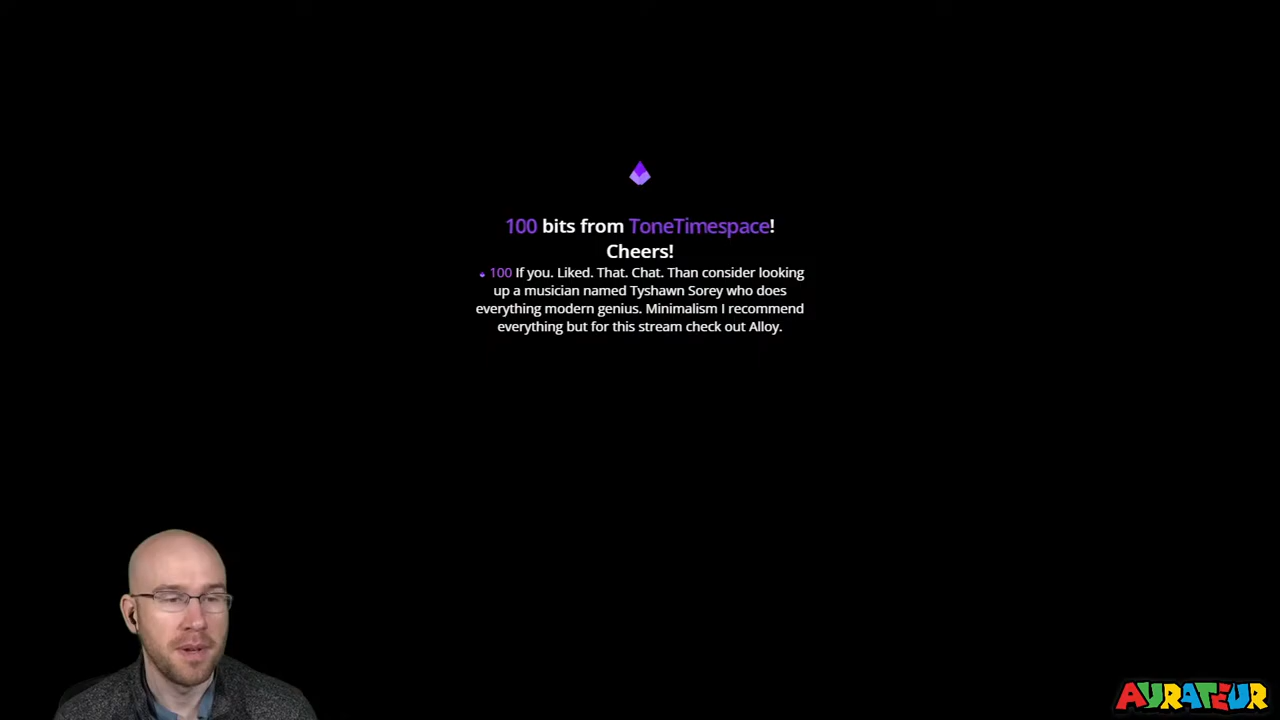 100 bits from ToneTimespace!
Cheers!
100 If you. Liked. That. Chat. Than consider looking
up a musician named Tyshawn Sorey who does
everything modern genius. Minimalism I recommend
everything but for this stream check out Alloy.
AURATEUR